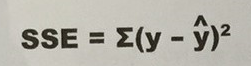 SSE = Σ(y - ŷ)²